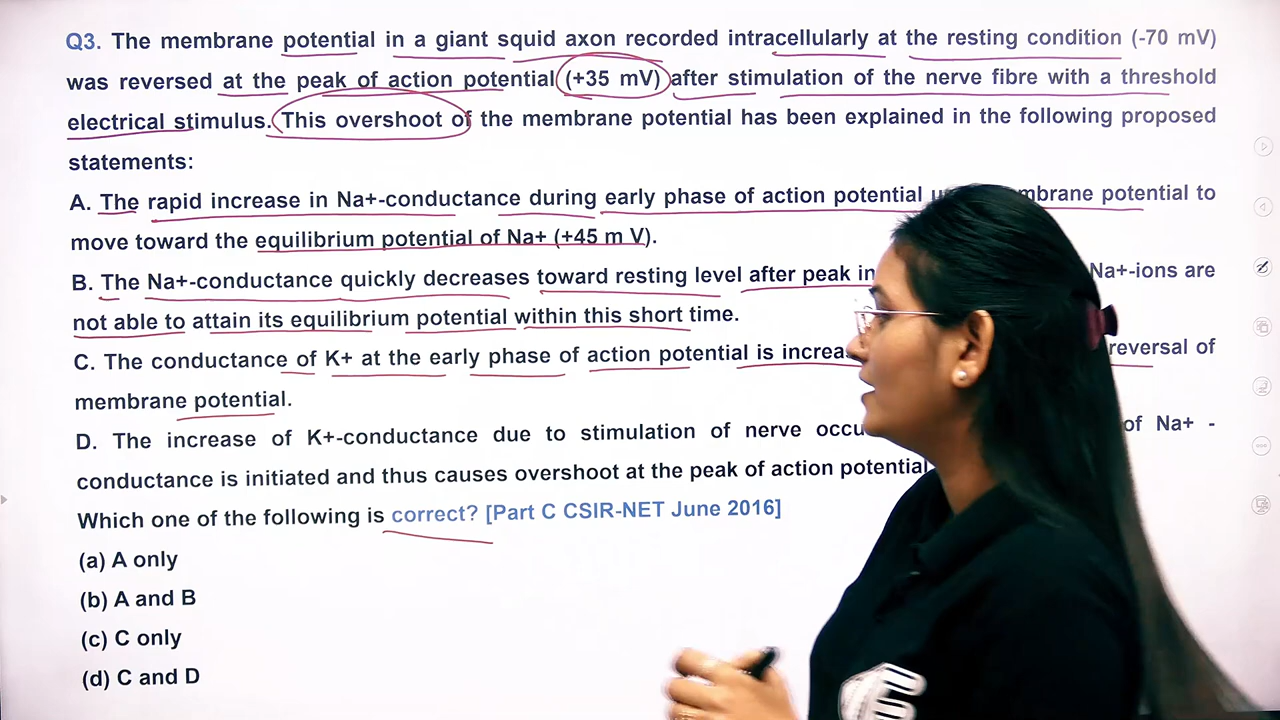 Q3. The membrane potential in a giant squid axon recorded intracellularly at the resting condition (-70 mV)
was reversed at the peak of action potential (+35 mV) after stimulation of the nerve fibre with a threshold
electrical stimulus. This overshoot of the membrane potential has been explained in the following proposed
statements:
A. The rapid increase in Na+-conductance during early phase of action potential membrane potential to
move toward the equilibrium potential of Na+ (+45 m V).
B. The Na+-conductance quickly decreases toward resting level after peak in Na+-ions are
not able to attain its equilibrium potential within this short time.
C. The conductance of K+ at the early phase of action potential is reversal of
membrane potential.
D. The increase of K+-conductance due to stimulation of nerve of Na+ -
conductance is initiated and thus causes overshoot at the peak of action potential
Which one of the following is correct? [Part C CSIR-NET June 2016]
(a) A only
(b) A and B
(c) C only
(d) C and D